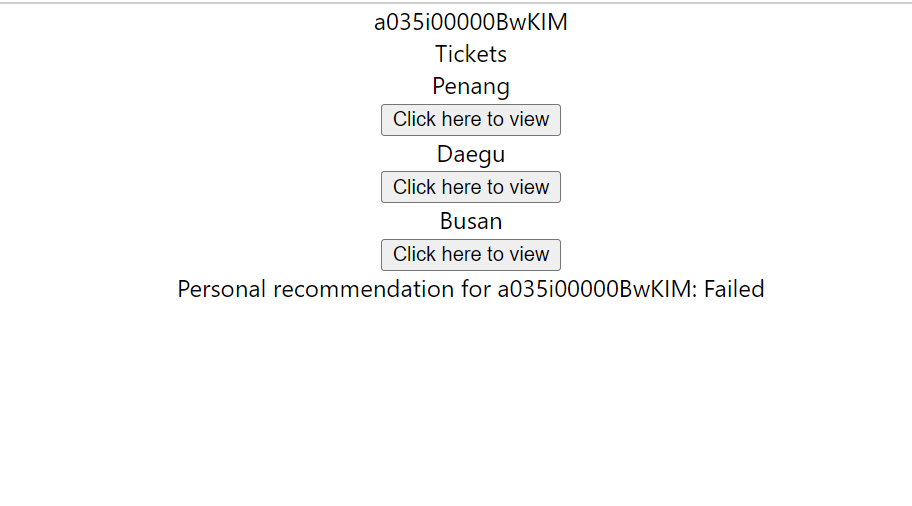 a035i00000BwKIM
Tickets
Penang
Click here to view
Daegu
Click here to view
Busan
Click here to view
Personal recommendation for a035i00000BwKIM: Failed